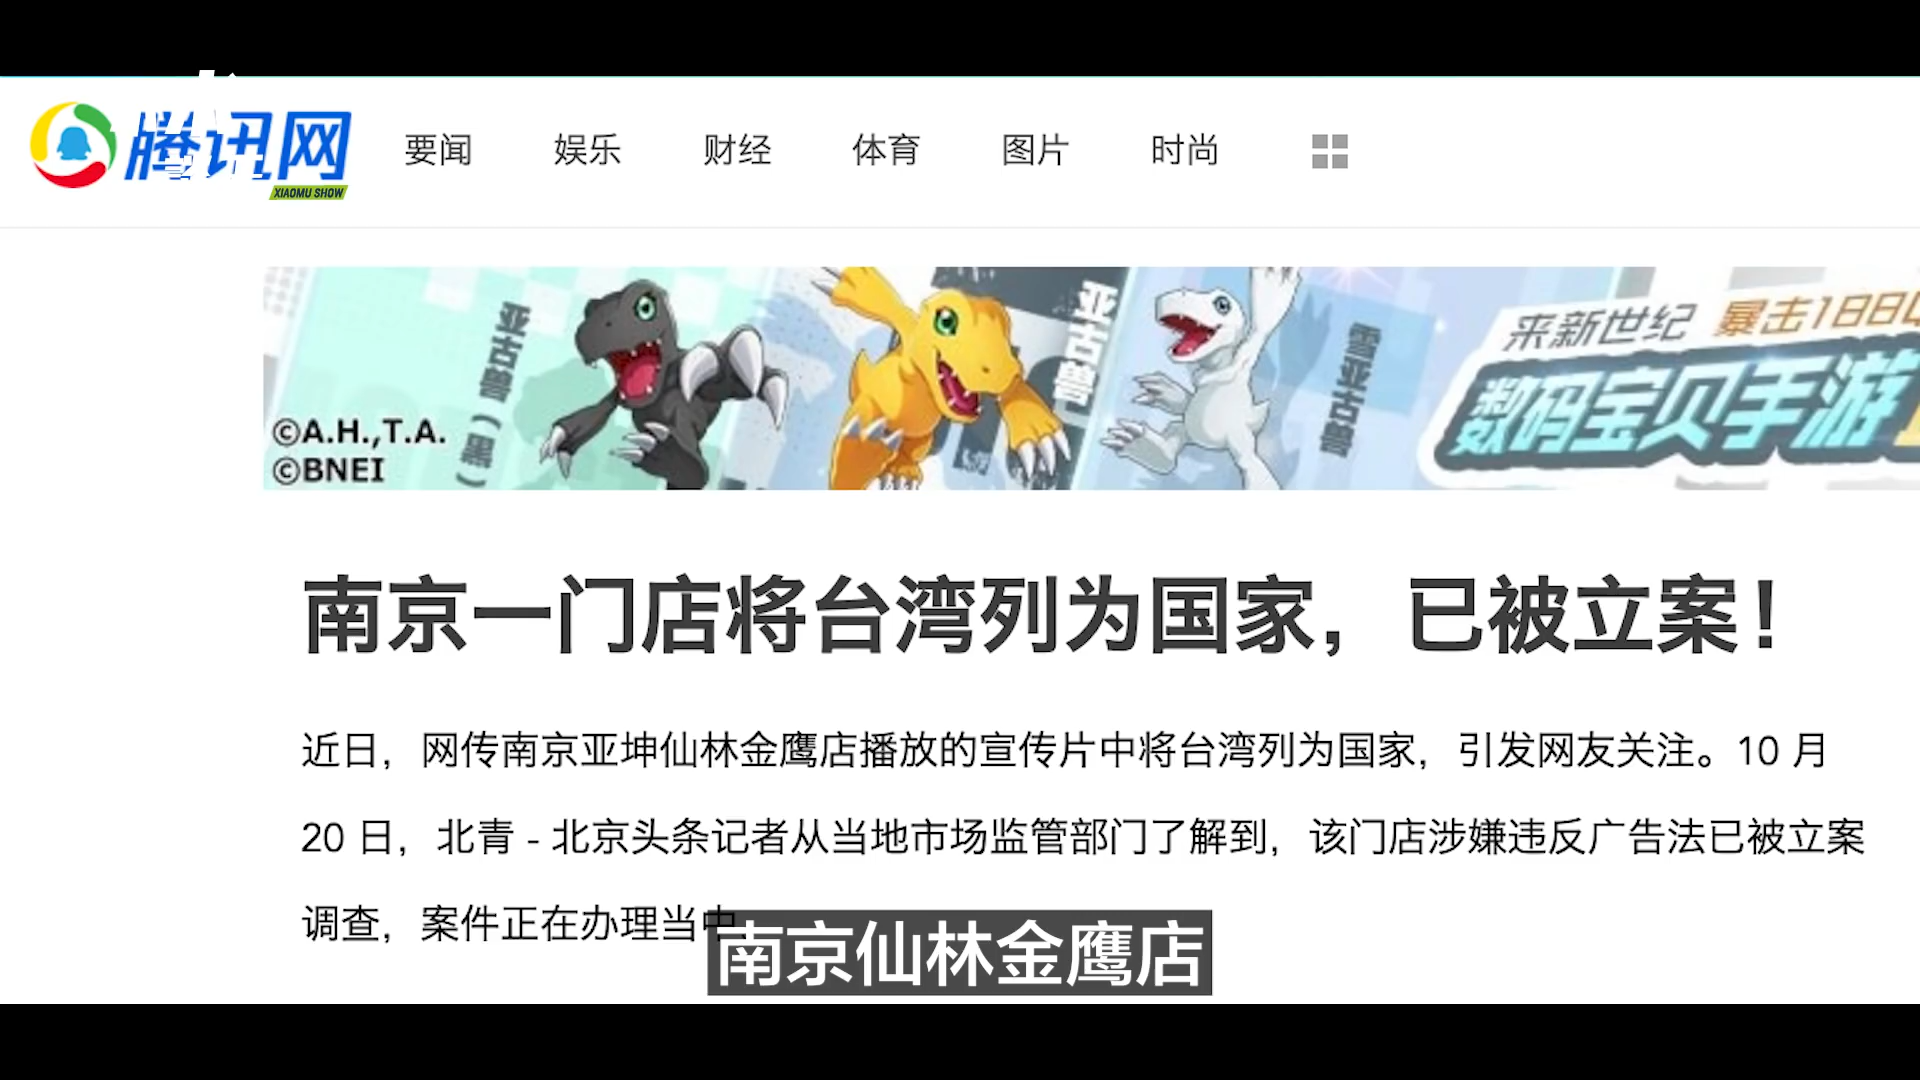 腾讯网
XIAOMU SHOW
要闻 娱乐 财经 体育 图片 时尚
亚古兽（黑）
亚古兽
雪亚古兽
来新世纪 暴击1884
数码宝贝手游
©A.H.,T.A.
©BNEI
南京一门店将台湾列为国家，已被立案！
近日，网传南京亚坤仙林金鹰店播放的宣传片中将台湾列为国家，引发网友关注。10 月
20 日，北青 - 北京头条记者从当地市场监管部门了解到，该门店涉嫌违反广告法已被立案
调查，案件正在办理当中
南京仙林金鹰店